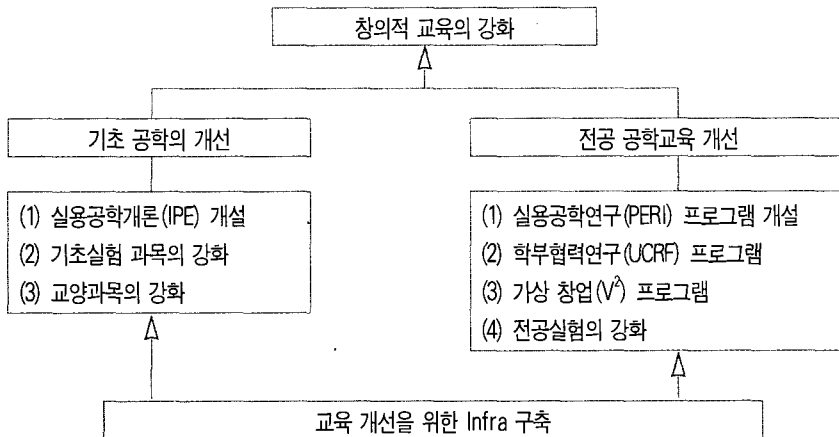 창의적 교육의 강화
기초 공학의 개선
전공 공학교육 개선
(1) 실용공학개론(IPE) 개설
(2) 기초실험 과목의 강화
(3) 교양과목의 강화
(1) 실용공학연구(PERI) 프로그램 개설
(2) 학부협력연구(UCRF) 프로그램
(3) 가상 창업(V²) 프로그램
(4) 전공실험의 강화
교육 개선을 위한 Infra 구축